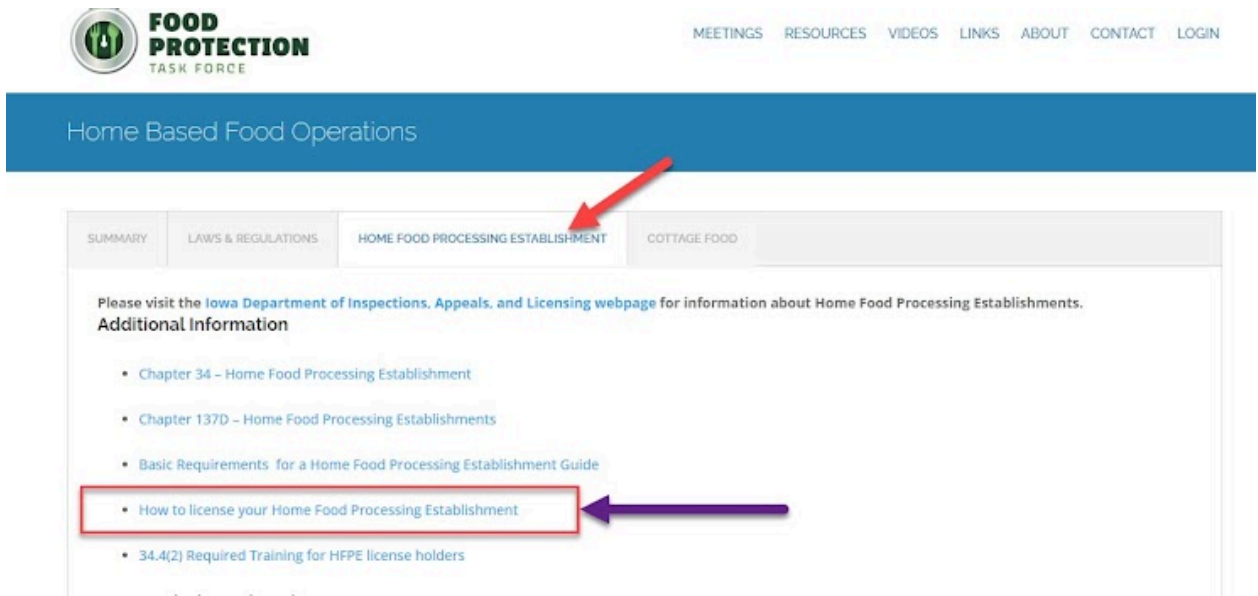 FOOD
PROTECTION
TASK FORCE
MEETINGS RESOURCES VIDEOS LINKS ABOUT CONTACT LOGIN
Home Based Food Operations
SUMMARY LAWS & REGULATIONS HOME FOOD PROCESSING ESTABLISHMENT COTTAGE FOOD
Please visit the Iowa Department of Inspections, Appeals, and Licensing webpage for information about Home Food Processing Establishments.
Additional Information
• Chapter 34 – Home Food Processing Establishment
• Chapter 137D – Home Food Processing Establishments
• Basic Requirements for a Home Food Processing Establishment Guide
• How to license your Home Food Processing Establishment
• 34.4(2) Required Training for HFPE license holders